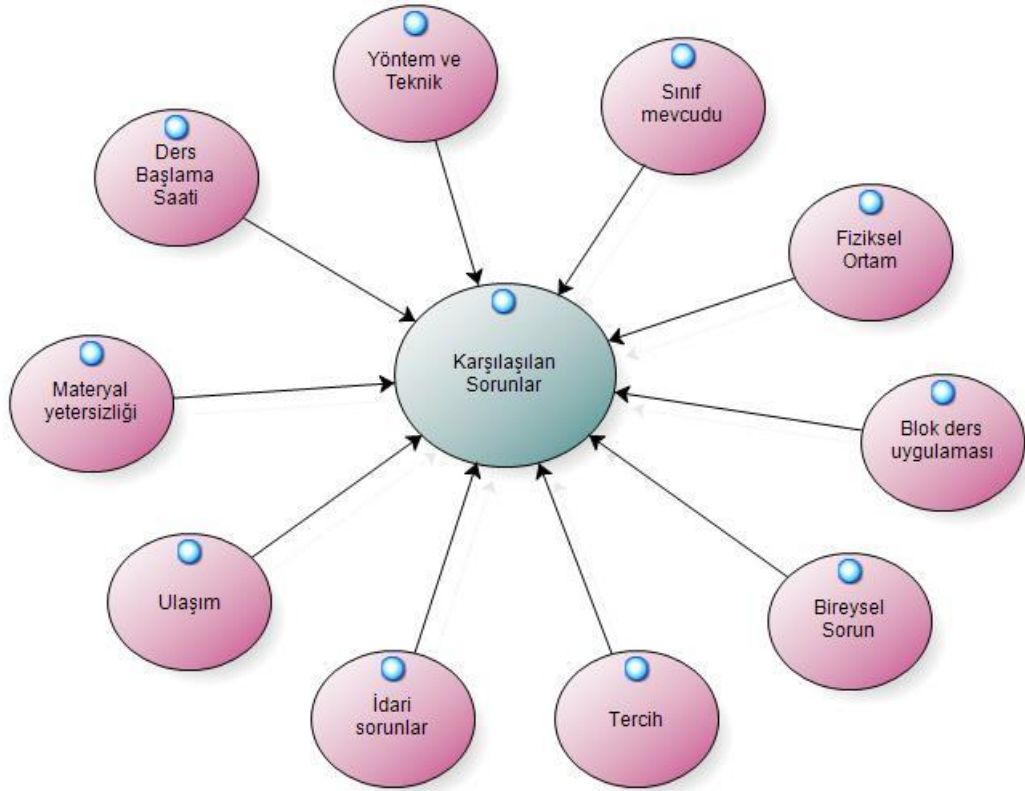 Yöntem ve
Teknik
Sınıf
mevcudu
Ders
Başlama
Saati
Fiziksel
Ortam
Karşılaşılan
Sorunlar
Materyal
yetersizliği
Blok ders
uygulaması
Ulaşım
Bireysel
Sorun
İdari
sorunlar
Tercih